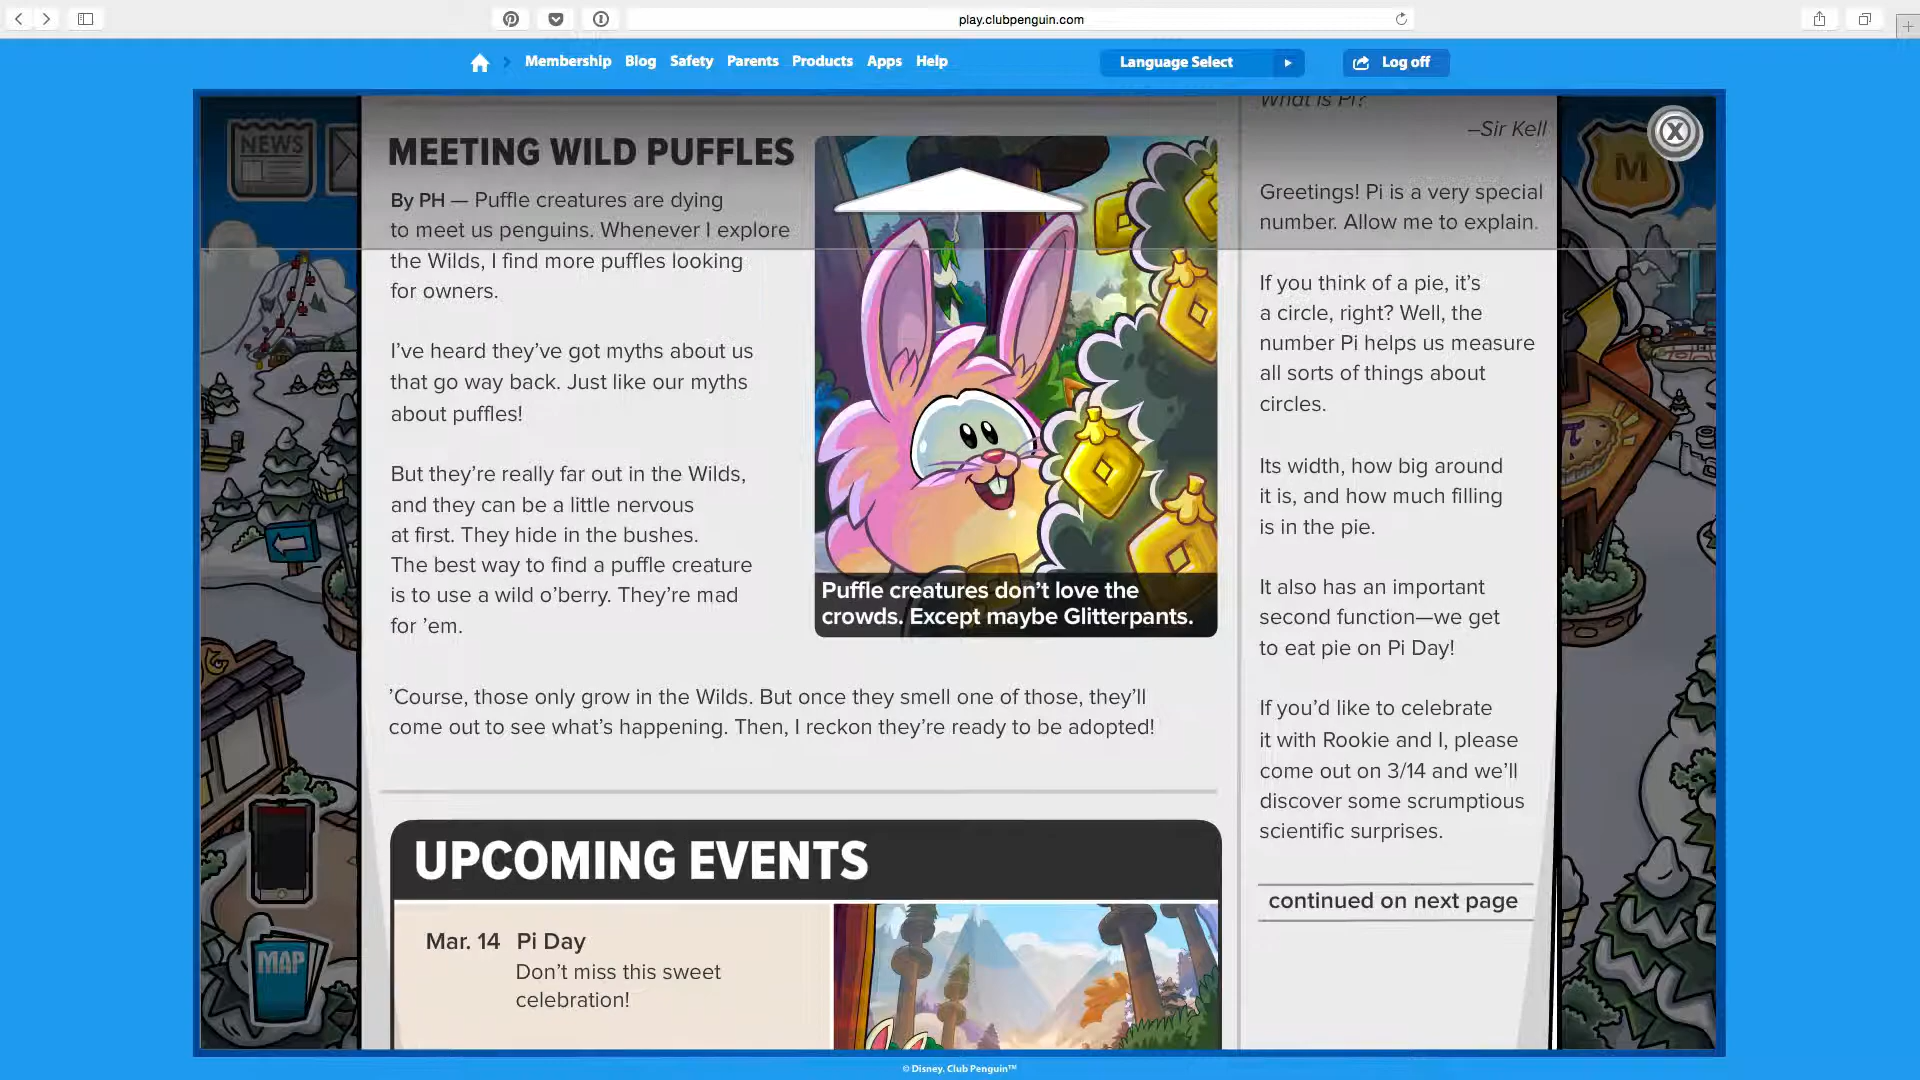 play.clubpenguin.com
Membership Blog Safety Parents Products Apps Help
Language Select
Log off
NEWS
M
What is Pi?
–Sir Kell
MEETING WILD PUFFLES
By PH — Puffle creatures are dying
to meet us penguins. Whenever I explore
the Wilds, I find more puffles looking
for owners.
I’ve heard they’ve got myths about us
that go way back. Just like our myths
about puffles!
But they’re really far out in the Wilds,
and they can be a little nervous
at first. They hide in the bushes.
The best way to find a puffle creature
is to use a wild o’berry. They’re mad
for ’em.
Puffle creatures don’t love the
crowds. Except maybe Glitterpants.
’Course, those only grow in the Wilds. But once they smell one of those, they’ll
come out to see what’s happening. Then, I reckon they’re ready to be adopted!
Greetings! Pi is a very special
number. Allow me to explain.
If you think of a pie, it’s
a circle, right? Well, the
number Pi helps us measure
all sorts of things about
circles.
Its width, how big around
it is, and how much filling
is in the pie.
It also has an important
second function—we get
to eat pie on Pi Day!
If you’d like to celebrate
it with Rookie and I, please
come out on 3/14 and we’ll
discover some scrumptious
scientific surprises.
continued on next page
UPCOMING EVENTS
Mar. 14 Pi Day
Don’t miss this sweet
celebration!
π
MAP
© Disney. Club Penguin™